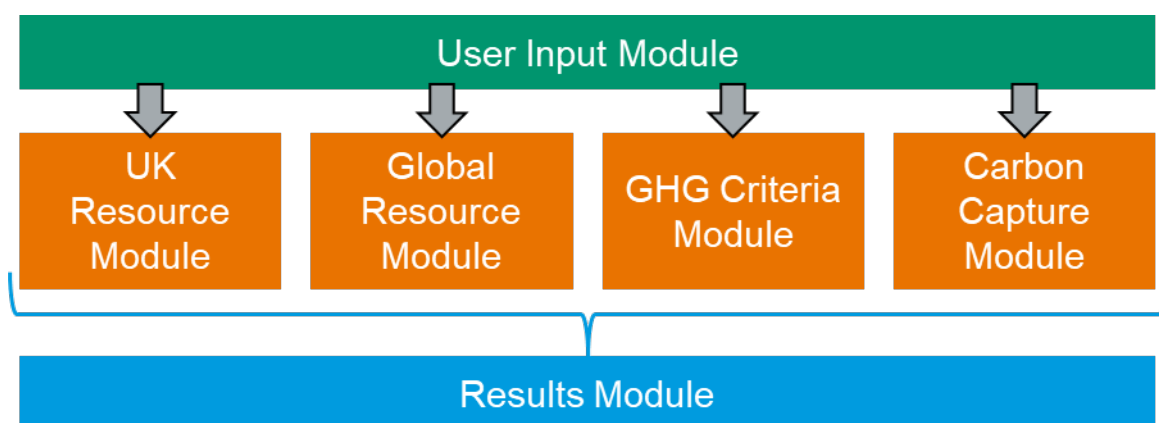 User Input Module
UK
Resource
Module
Global
Resource
Module
GHG Criteria
Module
Carbon
Capture
Module
Results Module